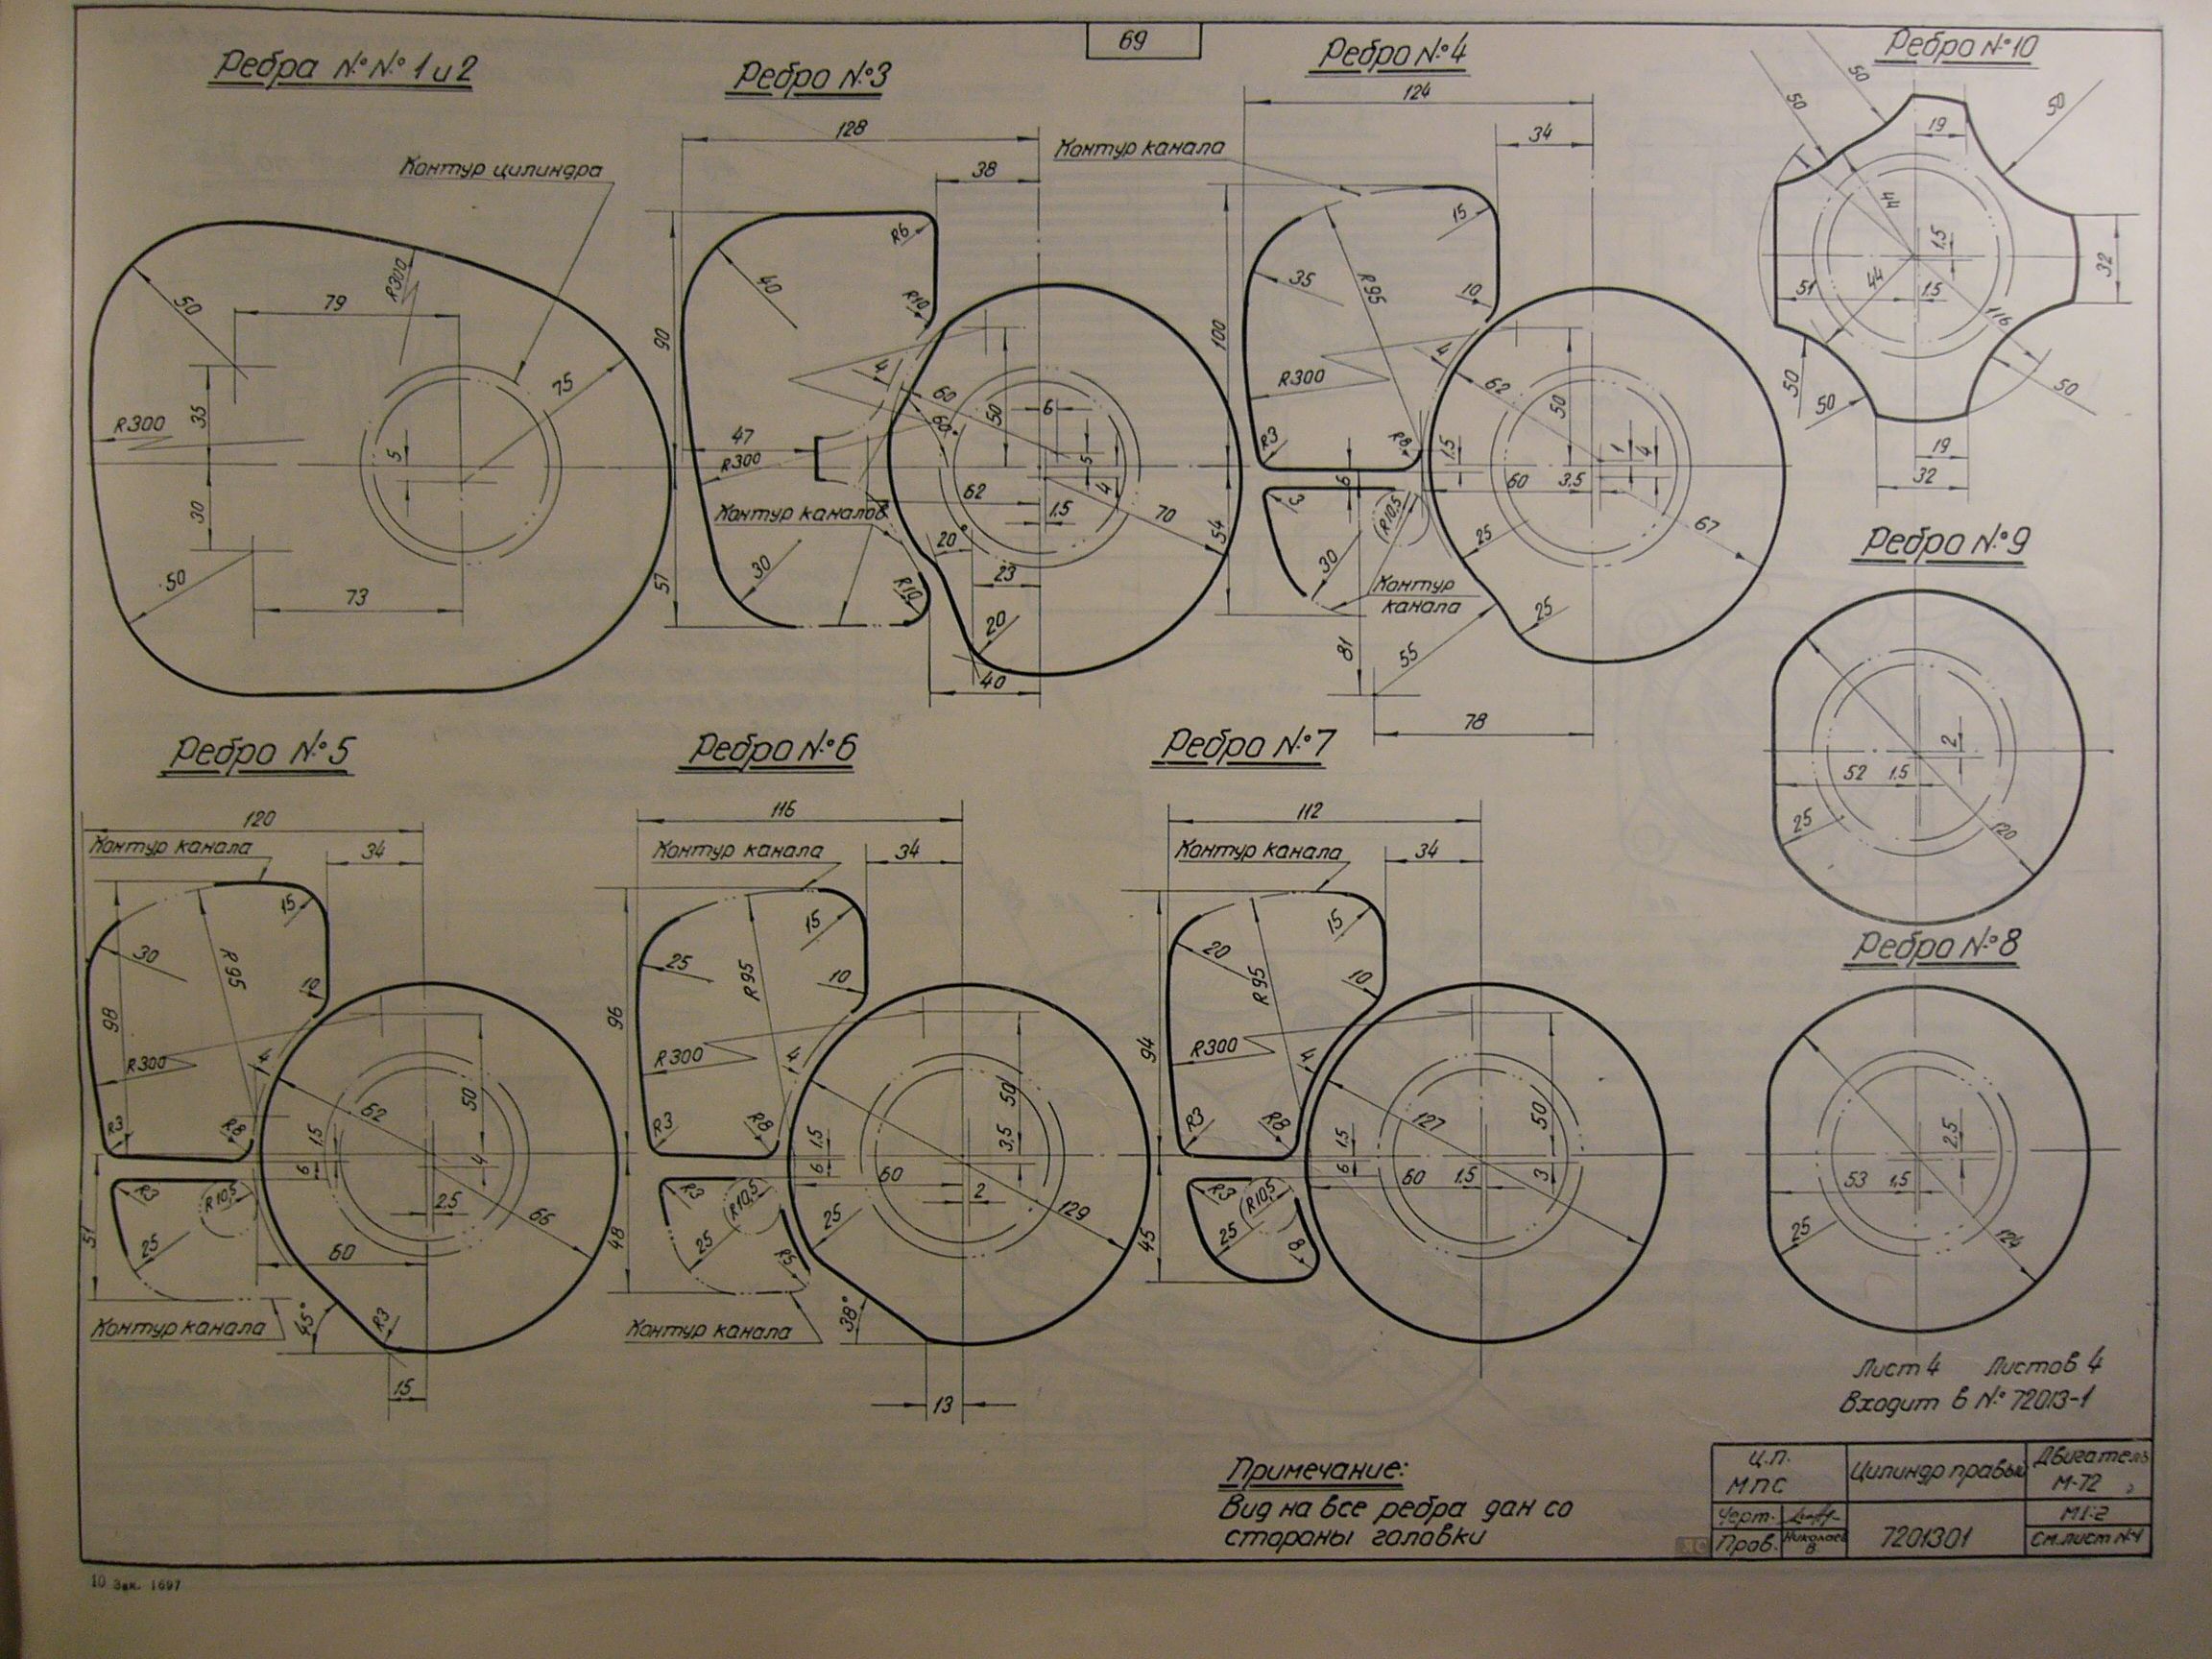 69
Ребра №№ 1 и 2
Контур цилиндра
50
79
R300
75
35
R300
5
30
50
73
Ребро №3
128
38
R6
40
R10
90
4
60
60°
50
6
47
R300
5
4
62
1.5
Контур каналов
70
20°
23
30
R10
57
20
40
Ребро №4
124
34
Контур канала
15
35
R95
10
100
4
R300
62
50
R3
R8
1.5
1
4
6
60
3.5
3
R10,5
67
54
25
30
Контур
канала
25
81
55
78
Ребро №10
50
50
50
19
44
1.5
32
44
51
1.5
116
50
50
50
19
32
Ребро №9
2
52
1.5
25
120
Ребро №8
2.5
53
1.5
25
124
Ребро №5
120
Контур канала
34
15
30
R95
10
98
4
R300
62
50
R3
R8
1.5
6
4
R3
R10,5
2.5
66
51
25
60
45°
R3
Контур канала
15
Ребро №6
116
Контур канала
34
15
25
R95
10
96
4
R300
50
R3
R8
1.5
3.5
6
60
R3
R10,5
2
129
48
25
25
R5
38°
Контур канала
13
Ребро №7
112
Контур канала
34
15
20
R95
10
94
4
R300
127
50
R3
R8
1.5
6
60
1.5
3
R3
R10,5
45
25
8
Лист 4 Листов 4
Входит в № 72013-1
Примечание:
Вид на все ребра дан со
стороны головки
Ц.П.
МПС
Цилиндр правый
Двигатель
М-72
Черт.
М1:2
Пров.
Николаев
В
7201301
См. лист №1
10 Зак. 1697